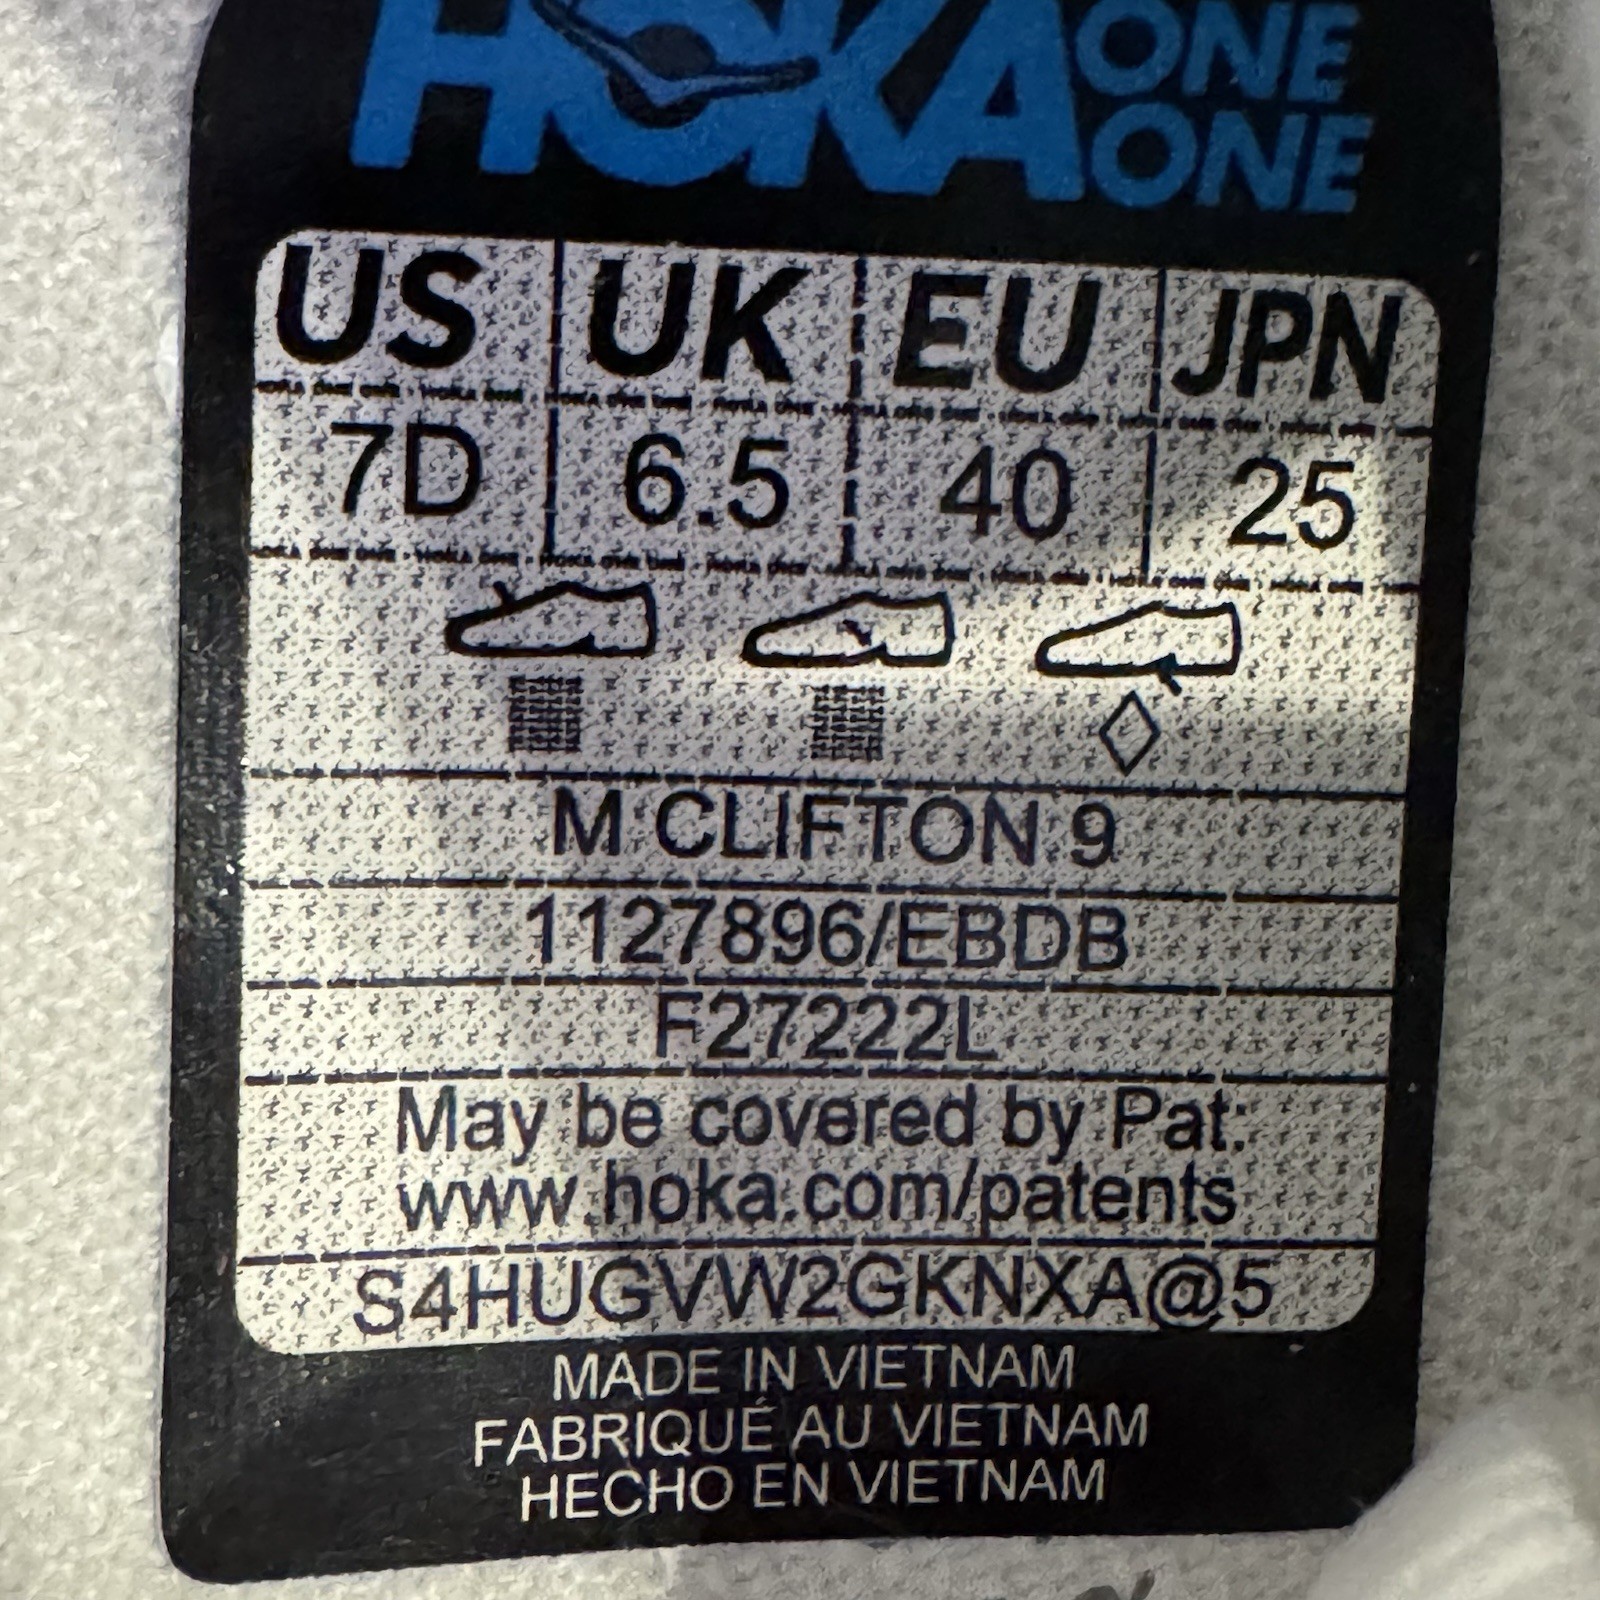 HOKA ONE ONE
US UK EU JPN
7D 6.5 40 25
M CLIFTON 9
1127896/EBDB
F27222L
May be covered by Pat:
www.hoka.com/patents
S4HUGVW2GKNXA@5
MADE IN VIETNAM
FABRIQUÉ AU VIETNAM
HECHO EN VIETNAM